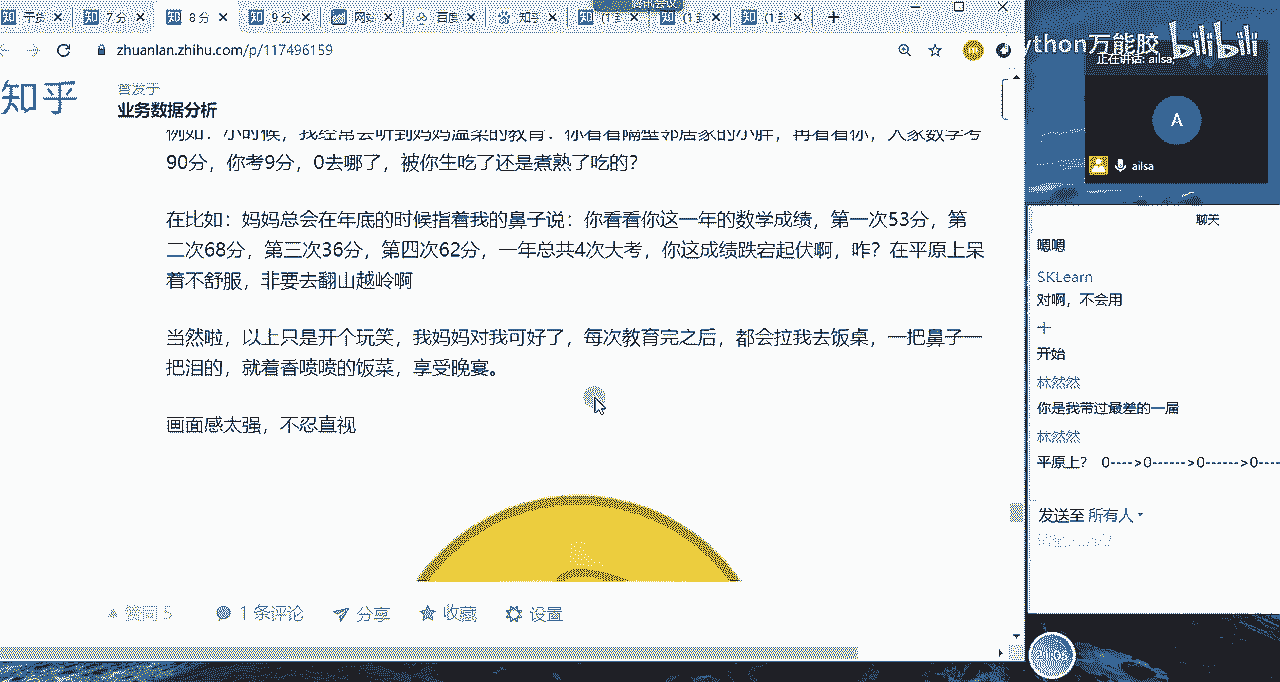 7分
8分
9分
网站
百度
知乎
腾讯会议
zhuanlan.zhihu.com/p/117496159
知乎
曾发于
业务数据分析
例如：小时候，我经常会听到妈妈温柔的教育：你看看隔壁邻居家的小胖，再看看你，人家数学考
90分，你考9分，0去哪了，被你生吃了还是煮熟了吃的？
在比如：妈妈总会在年底的时候指着我的鼻子说：你看看你这一年的数学成绩，第一次53分，第
二次68分，第三次36分，第四次62分，一年总共4次大考，你这成绩跌宕起伏啊，咋？在平原上呆
着不舒服，非要去翻山越岭啊
当然啦，以上只是开个玩笑，我妈妈对我可好了，每次教育完之后，都会拉我去饭桌，一把鼻子一
把泪的，就着香喷喷的饭菜，享受晚宴。
画面感太强，不忍直视
赞同 5
1 条评论
分享
收藏
设置
ython万能胶
bilibili
正在讲话: ailsa
A
ailsa
聊天
嗯嗯
SKLearn
对啊，不会用
十
开始
林然然
你是我带过最差的一届
林然然
平原上？ 0---->0------>0------>0----
发送至 所有人